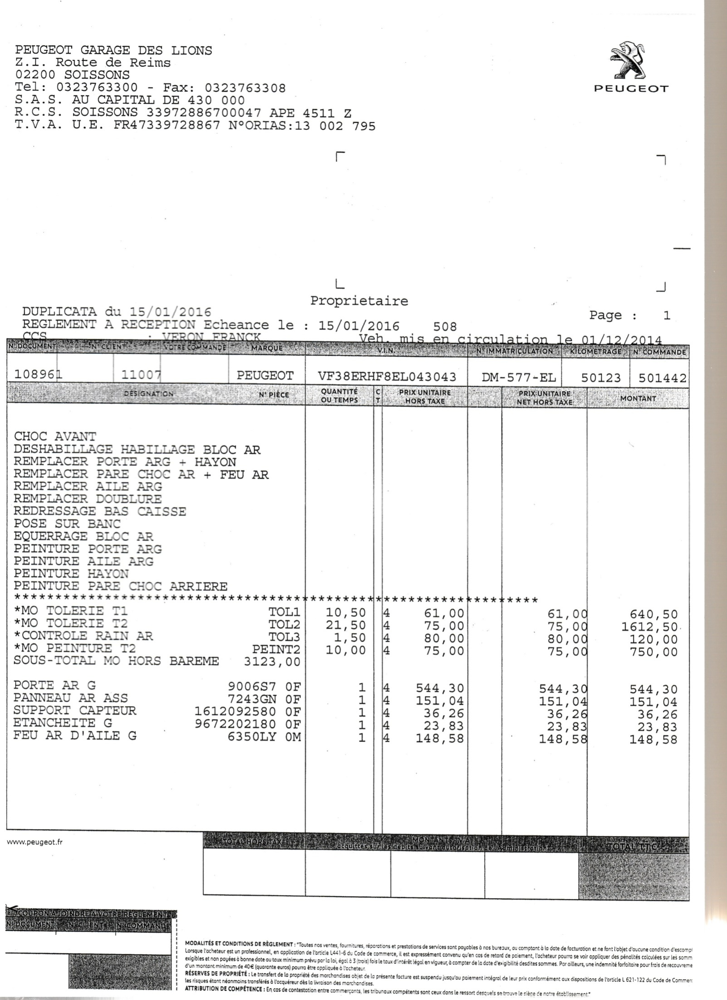 PEUGEOT GARAGE DES LIONS
Z.I. Route de Reims
02200 SOISSONS
Tel: 0323763300 - Fax: 0323763308
S.A.S. AU CAPITAL DE 430 000
R.C.S. SOISSONS 33972886700047 APE 4511 Z
T.V.A. U.E. FR47339728867 N°ORIAS:13 002 795
PEUGEOT
Proprietaire
DUPLICATA du 15/01/2016 Page : 1
REGLEMENT A RECEPTION Echeance le : 15/01/2016 508
CCS : VERON FRANCK Veh. mis en circulation le 01/12/2014
N° DOCUMENT N° CLIENT VOTRE COMMANDE MARQUE V.I.N. N° IMMATRICULATION KILOMÉTRAGE N° COMMANDE
108961 11007 PEUGEOT VF38ERHF8EL043043 DM-577-EL 50123 501442
DÉSIGNATION N° PIÈCE QUANTITÉ OU TEMPS CT PRIX UNITAIRE HORS TAXE PRIX UNITAIRE NET HORS TAXE MONTANT
CHOC AVANT
DESHABILLAGE HABILLAGE BLOC AR
REMPLACER PORTE ARG + HAYON
REMPLACER PARE CHOC AR + FEU AR
REMPLACER AILE ARG
REMPLACER DOUBLURE
REDRESSAGE BAS CAISSE
POSE SUR BANC
EQUERRAGE BLOC AR
PEINTURE PORTE ARG
PEINTURE AILE ARG
PEINTURE HAYON
PEINTURE PARE CHOC ARRIERE
****************************************************************
*MO TOLERIE T1 TOL1 10,50 4 61,00 61,00 640,50
*MO TOLERIE T2 TOL2 21,50 4 75,00 75,00 1612,50
*CONTROLE RAIN AR TOL3 1,50 4 80,00 80,00 120,00
*MO PEINTURE T2 PEINT2 10,00 4 75,00 75,00 750,00
SOUS-TOTAL MO HORS BAREME 3123,00
PORTE AR G 9006S7 0F 1 4 544,30 544,30 544,30
PANNEAU AR ASS 7243GN 0F 1 4 151,04 151,04 151,04
SUPPORT CAPTEUR 1612092580 0F 1 4 36,26 36,26 36,26
ETANCHEITE G 9672202180 0F 1 4 23,83 23,83 23,83
FEU AR D'AILE G 6350LY 0M 1 4 148,58 148,58 148,58
www.peugeot.fr
TOTAL HORS TAXE MONTANTS TVA TOTAL TTC
acquittés sur les débits suivant autorisation de l'Administration
COUPON A JOINDRE A VOTRE RÈGLEMENT
N° DOCUMENT N° CLIENT N° COMMANDE
MODALITÉS ET CONDITIONS DE RÈGLEMENT : "Toutes nos ventes, fournitures, réparations et prestations de services sont payables à nos bureaux, au comptant à la date de facturation et ne font l'objet d'aucune condition d'escompt
Lorsque l'acheteur est un professionnel, en application de l'article L441-6 du Code de commerce, il est expressément convenu qu'en cas de retard de paiement, l'acheteur pourra se voir appliquer des pénalités calculées sur les somm
exigibles et non payées à bonne date au taux minimum prévu par la loi, égal à 3 (trois) fois le taux d'intérêt légal en vigueur, à compter de la date d'exigibilité desdites sommes. Par ailleurs, une indemnité forfaitaire pour frais de recouvreme
d'un montant minimum de 40€ (quarante euros) pourra être appliquée à l'acheteur.
RÉSERVES DE PROPRIÉTÉ : Le transfert de la propriété des marchandises objet de la présente facture est suspendu jusqu'au paiement intégral de leur prix conformément aux dispositions de l'article L 621-122 du Code de Commerc
les risques étant néanmoins transférés à l'acquéreur dès la livraison des marchandises.
ATTRIBUTION DE COMPÉTENCE : En cas de contestation entre commerçants, les tribunaux compétents sont ceux dans le ressort desquels se trouve le siège de notre établissement."